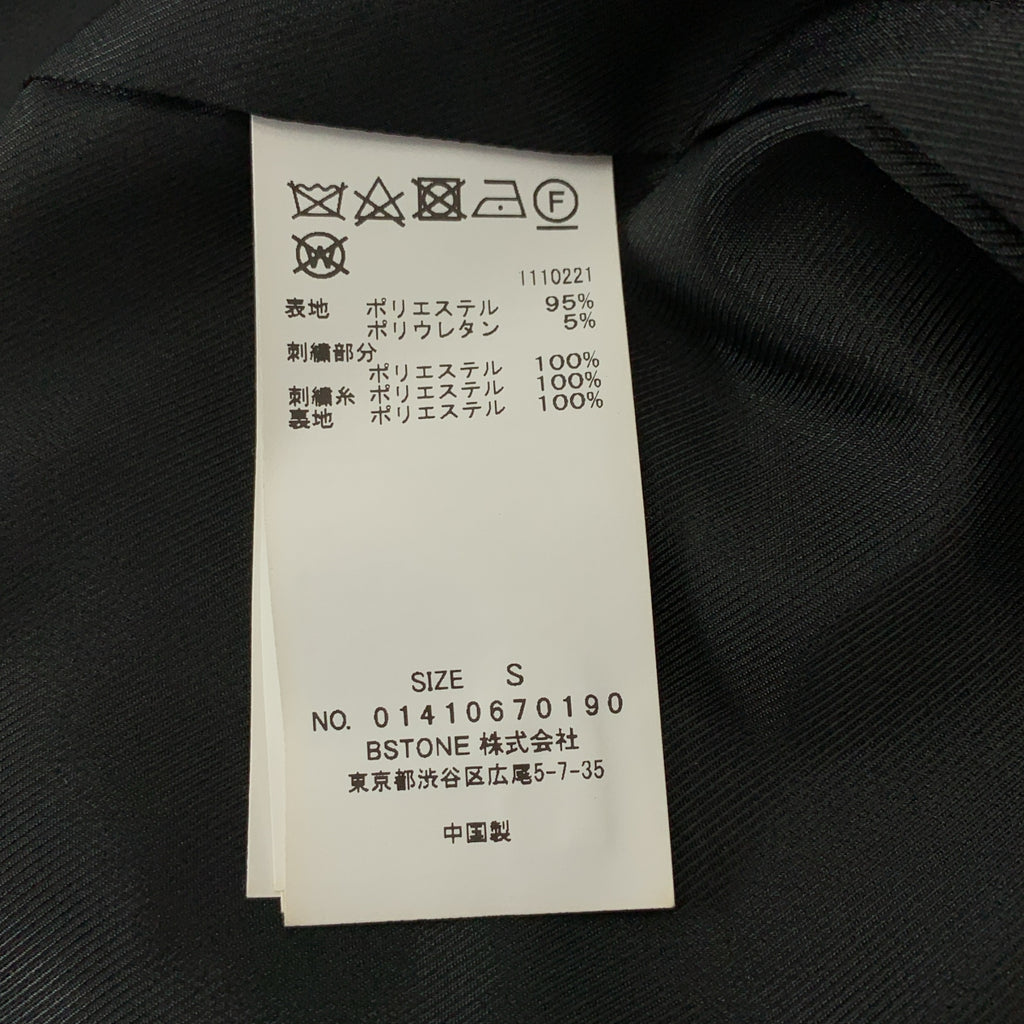 F
W
1110221
表地 ポリエステル 95%
ポリウレタン 5%
刺繍部分
ポリエステル 100%
刺繍糸 ポリエステル 100%
裏地 ポリエステル 100%
SIZE S
NO. 01410670190
BSTONE 株式会社
東京都渋谷区広尾5-7-35
中国製